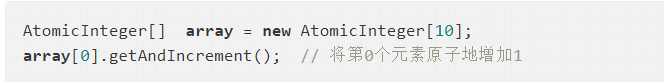 AtomicInteger[]  array = new AtomicInteger[10];
array[0].getAndIncrement();  // 将第0个元素原子地增加1